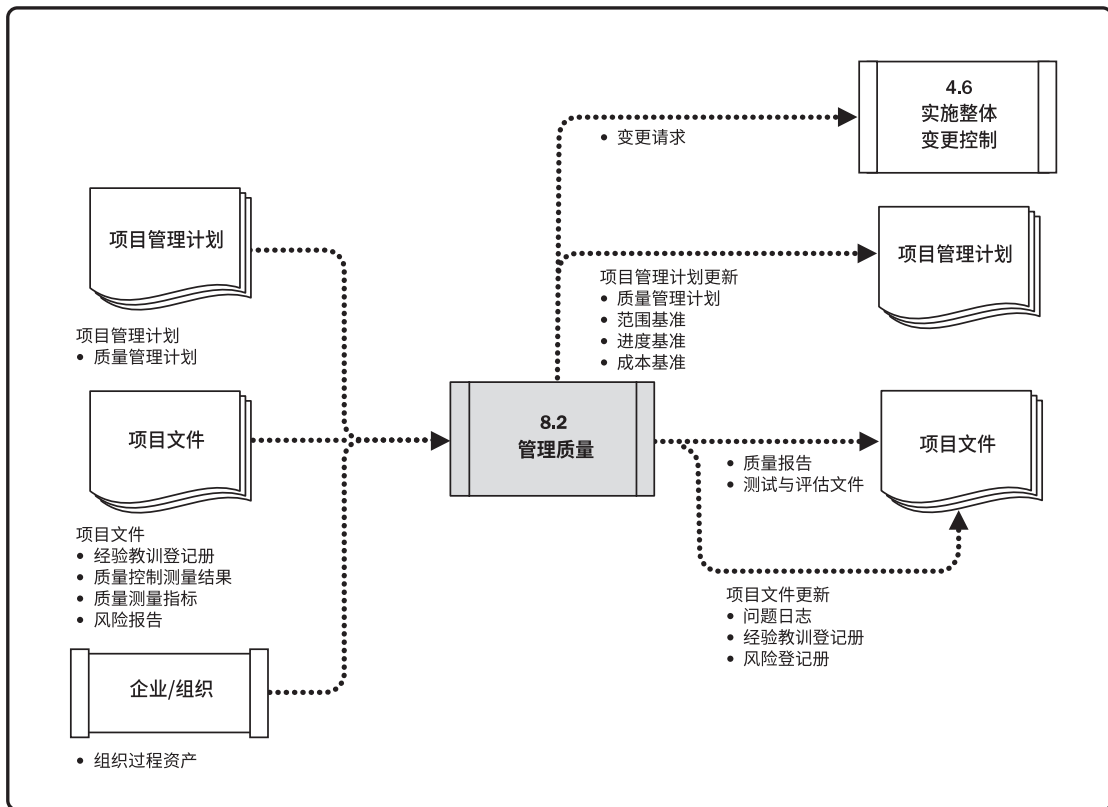 项目管理计划
项目管理计划
• 质量管理计划
项目文件
项目文件
• 经验教训登记册
• 质量控制测量结果
• 质量测量指标
• 风险报告
企业/组织
• 组织过程资产
8.2
管理质量
• 变更请求
4.6
实施整体
变更控制
项目管理计划更新
• 质量管理计划
• 范围基准
• 进度基准
• 成本基准
项目管理计划
• 质量报告
• 测试与评估文件
项目文件
项目文件更新
• 问题日志
• 经验教训登记册
• 风险登记册